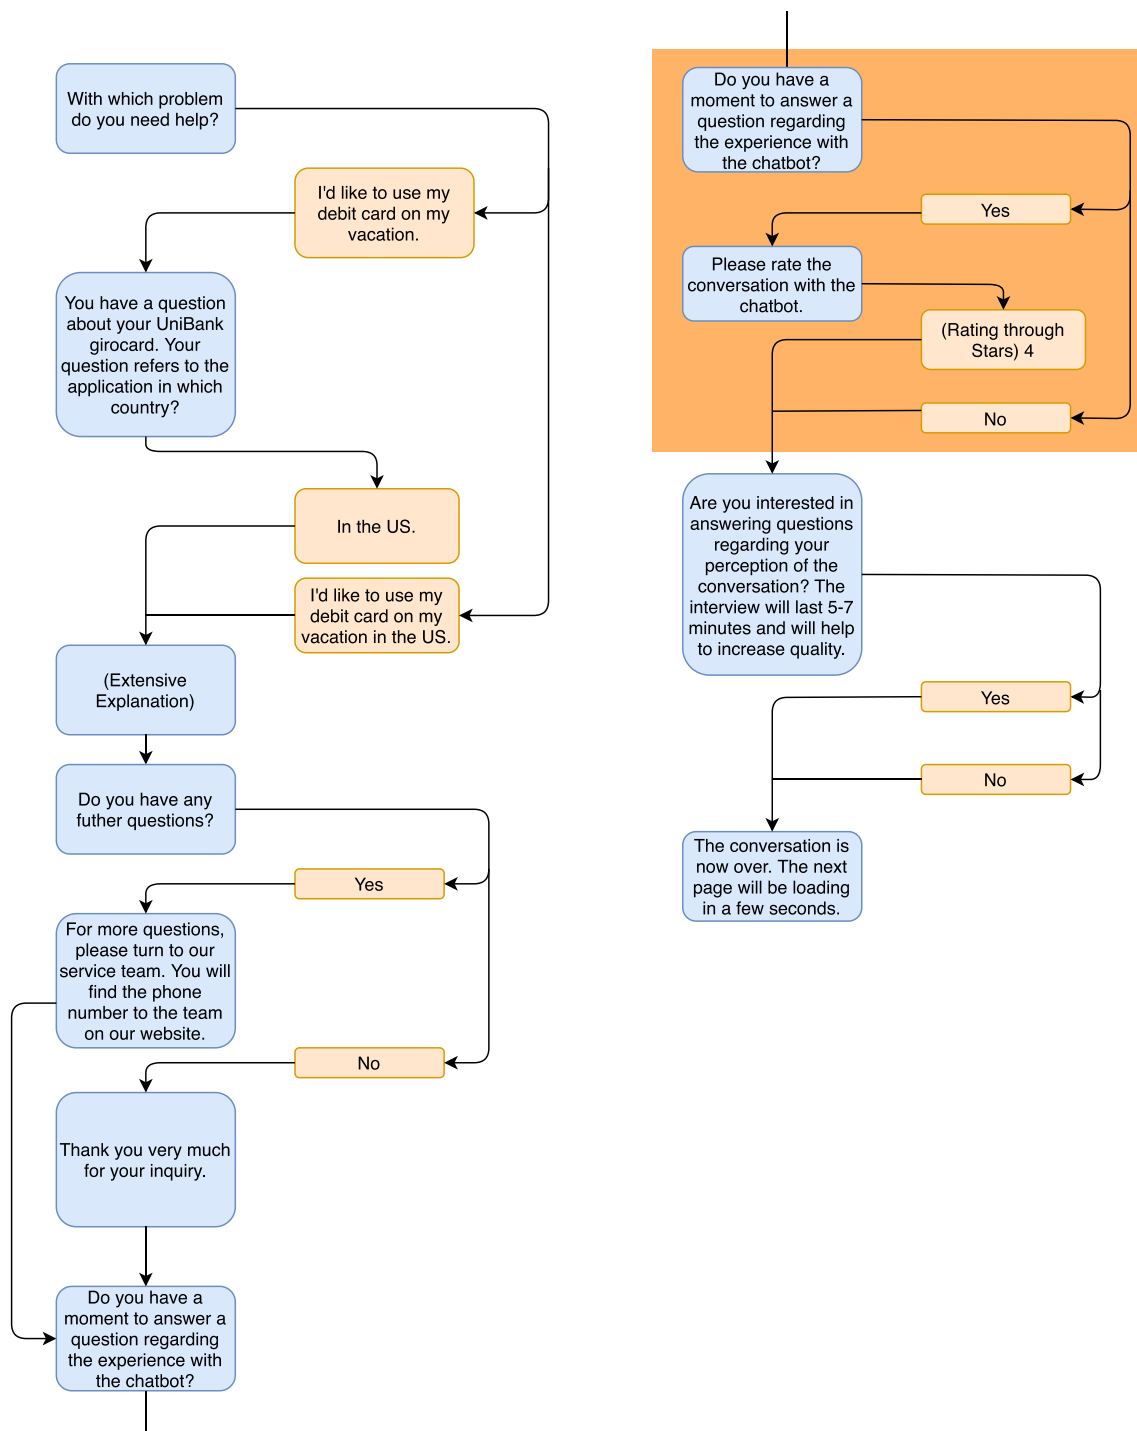 With which problem
do you need help?
I'd like to use my
debit card on my
vacation.
You have a question
about your UniBank
girocard. Your
question refers to the
application in which
country?
In the US.
I'd like to use my
debit card on my
vacation in the US.
(Extensive
Explanation)
Do you have any
futher questions?
Yes
For more questions,
please turn to our
service team. You will
find the phone
number to the team
on our website.
No
Thank you very much
for your inquiry.
Do you have a
moment to answer a
question regarding
the experience with
the chatbot?
Do you have a
moment to answer a
question regarding
the experience with
the chatbot?
Yes
Please rate the
conversation with the
chatbot.
(Rating through
Stars) 4
No
Are you interested in
answering questions
regarding your
perception of the
conversation? The
interview will last 5-7
minutes and will help
to increase quality.
Yes
No
The conversation is
now over. The next
page will be loading
in a few seconds.